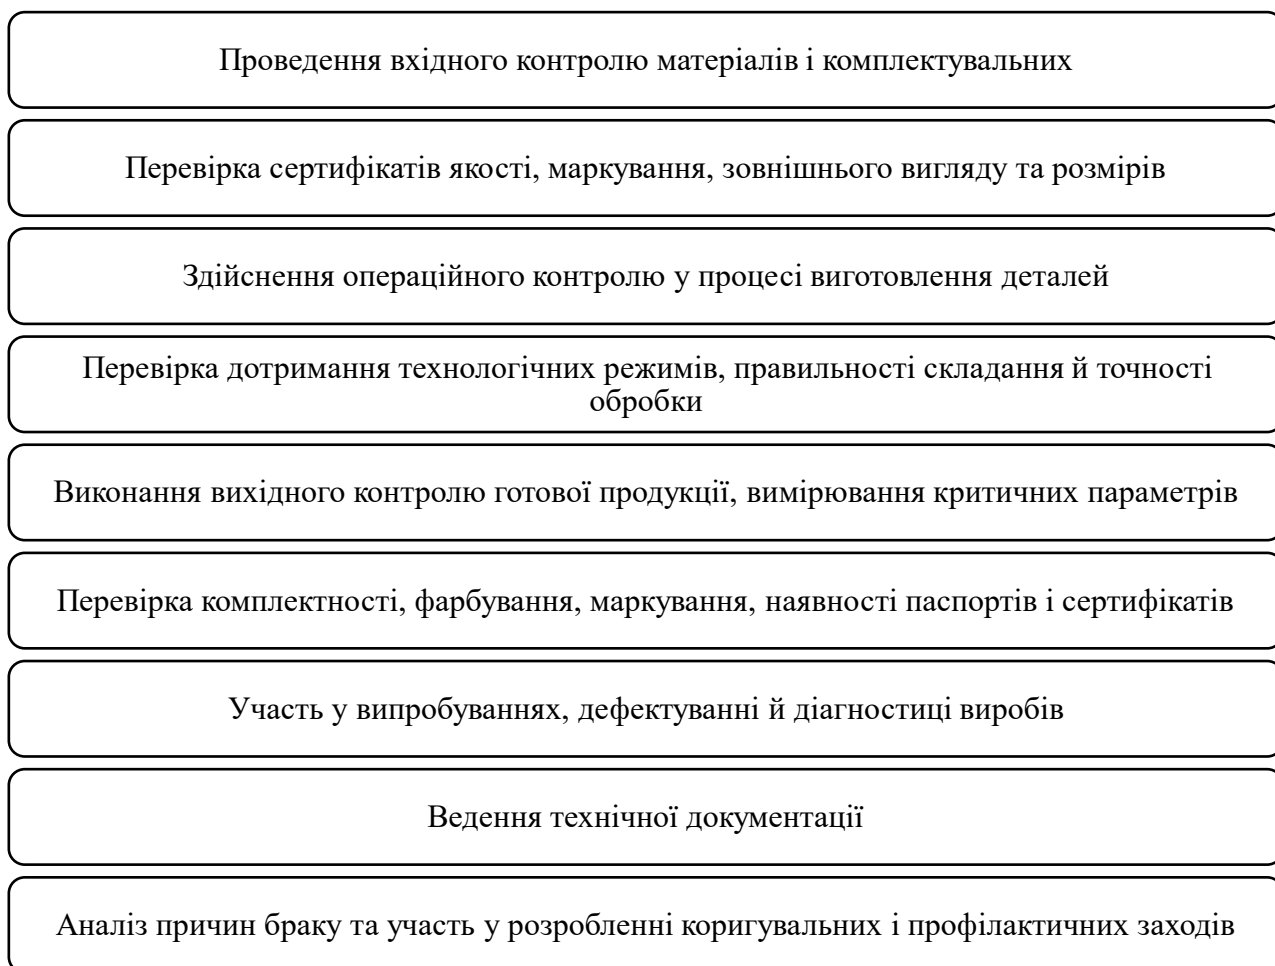 Проведення вхідного контролю матеріалів і комплектувальних
Перевірка сертифікатів якості, маркування, зовнішнього вигляду та розмірів
Здійснення операційного контролю у процесі виготовлення деталей
Перевірка дотримання технологічних режимів, правильності складання й точності
обробки
Виконання вихідного контролю готової продукції, вимірювання критичних параметрів
Перевірка комплектності, фарбування, маркування, наявності паспортів і сертифікатів
Участь у випробуваннях, дефектуванні й діагностиці виробів
Ведення технічної документації
Аналіз причин браку та участь у розробленні коригувальних і профілактичних заходів